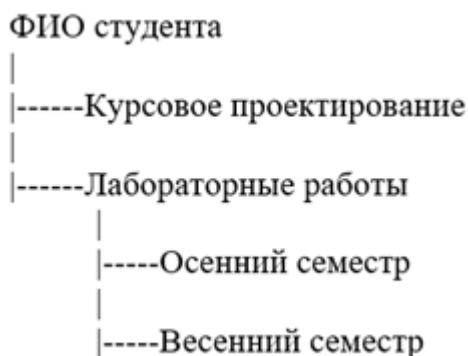 ФИО студента
|
|------Курсовое проектирование
|
|------Лабораторные работы
|
|-----Осенний семестр
|
|-----Весенний семестр